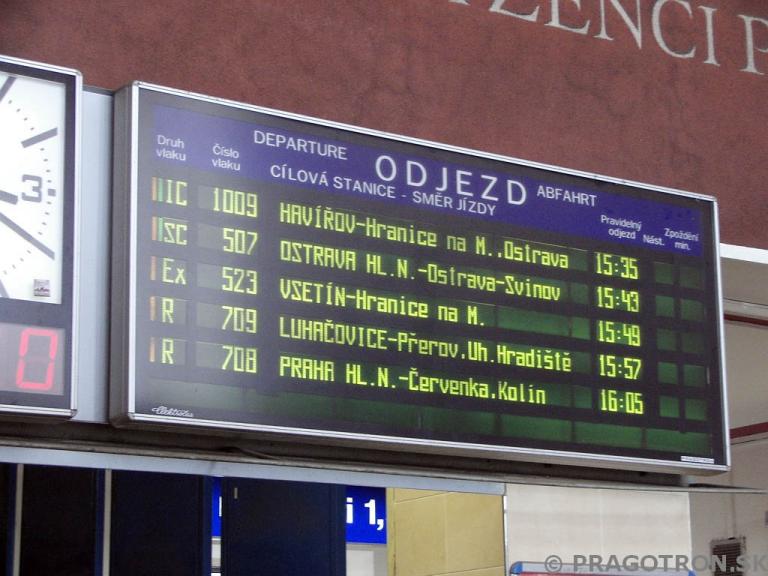 ZENCI P
3
DEPARTURE ODJEZD ABFAHRT
Druh vlaku
Číslo vlaku
CÍLOVÁ STANICE - SMĚR JÍZDY
Pravidelný odjezd
Nást.
Zpoždění min.
IC 1009 HAVÍŘOV-Hranice na M.,Ostrava 15:35
SC 507 OSTRAVA HL.N.-Ostrava-Svinov 15:43
Ex 523 VSETÍN-Hranice na M. 15:49
R 709 LUHAČOVICE-Přerov,Uh.Hradiště 15:57
R 708 PRAHA HL.N.-Červenka,Kolín 16:05
0
Elektročas
i 1,
© PRAGOTRON.SK